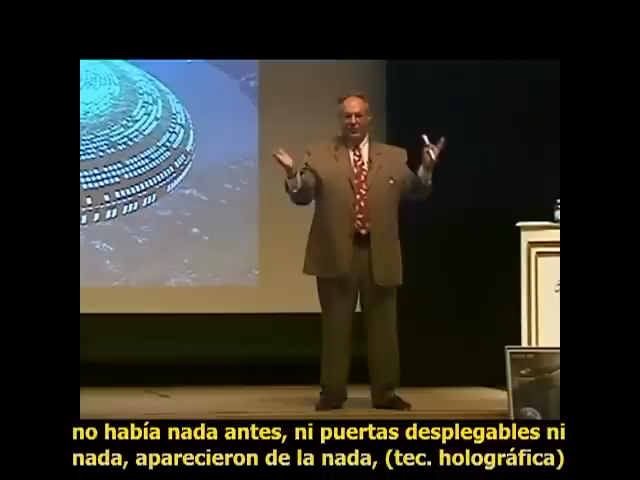 no había nada antes, ni puertas desplegables ni
nada, aparecieron de la nada, (tec. holográfica)